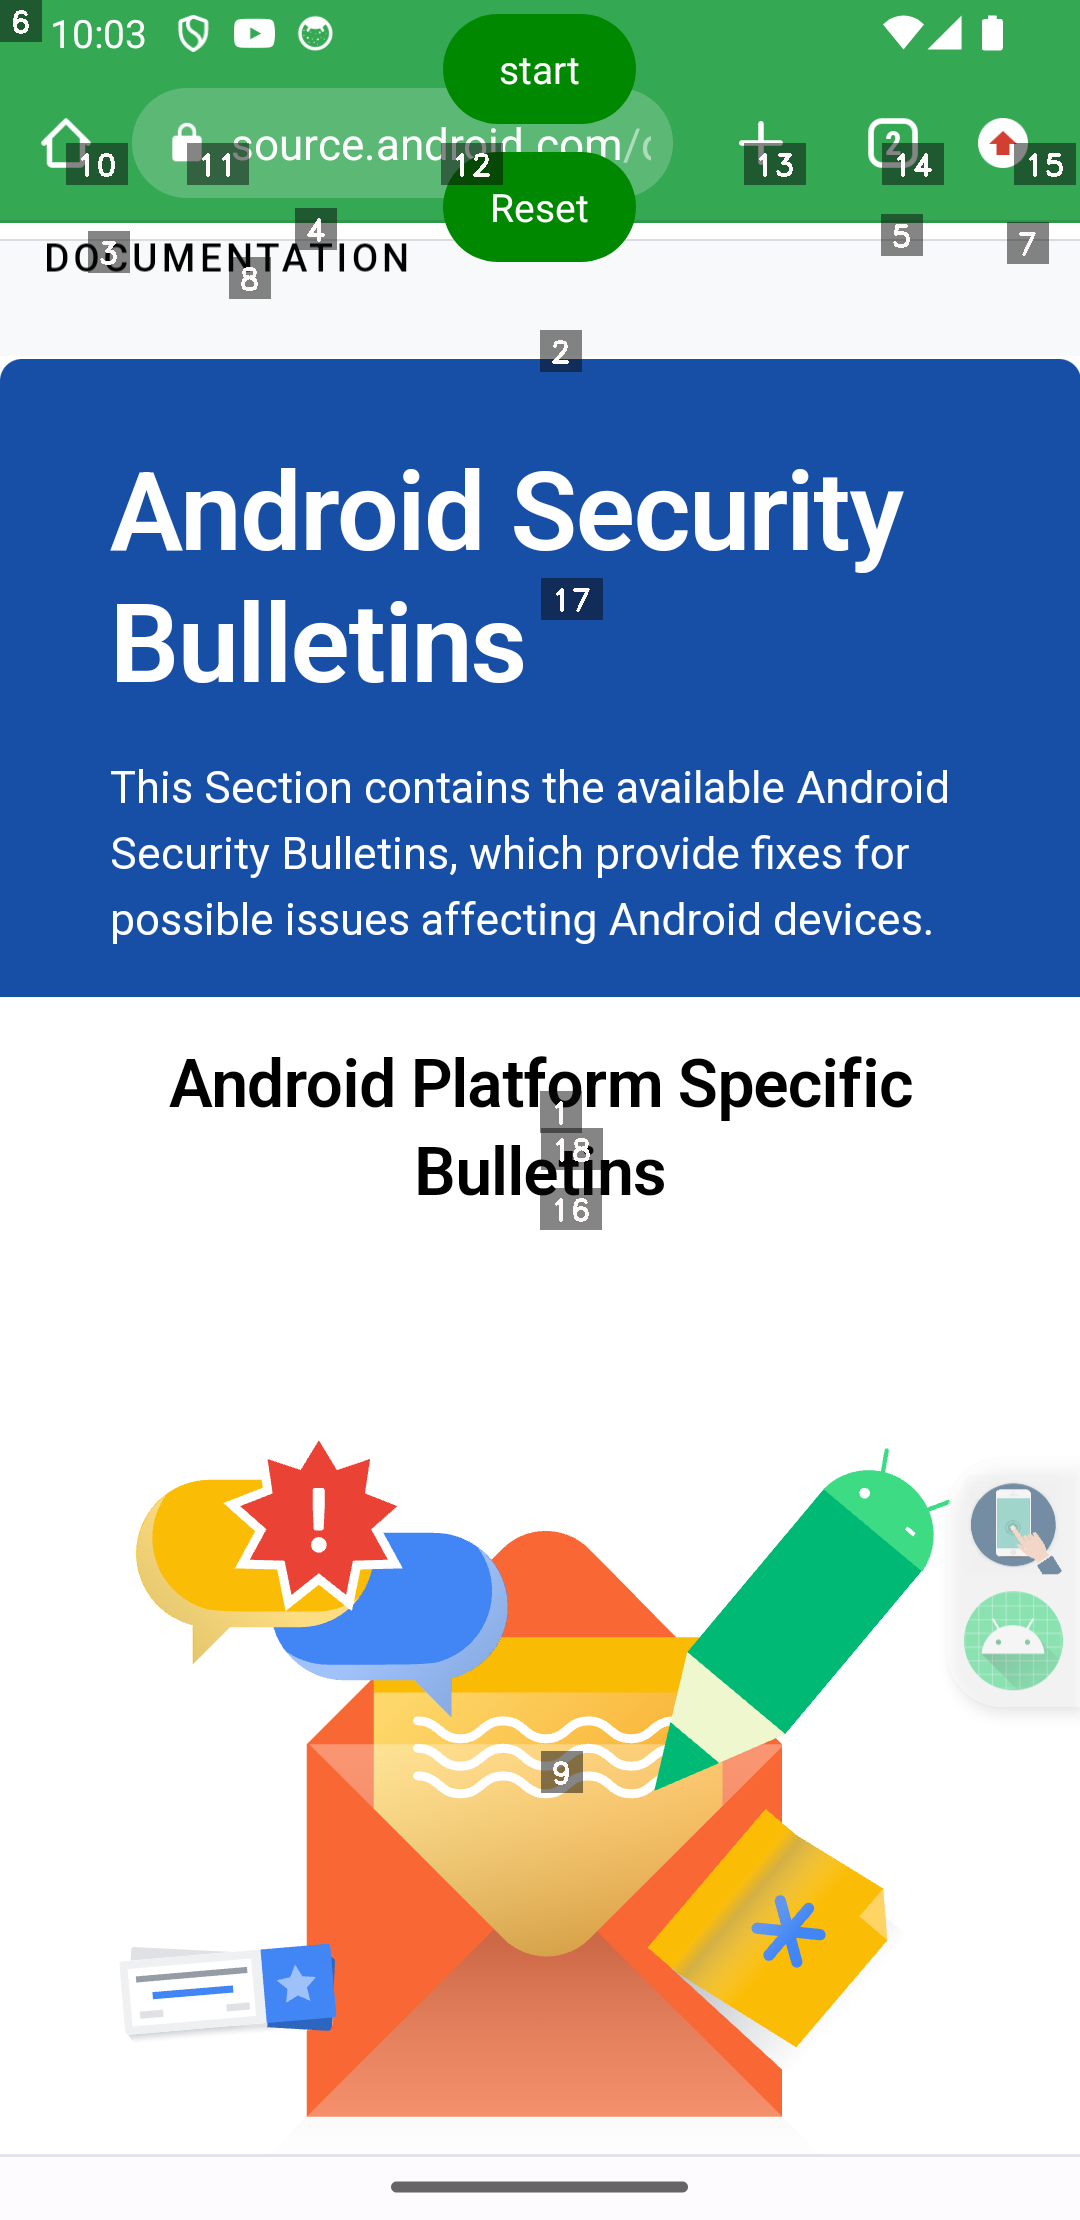 6
10:03
start
10
11
source.android.com/
12
13
2
14
15
Reset
4
5
7
3
DOCUMENTATION
8
2
Android Security
Bulletins
17
This Section contains the available Android
Security Bulletins, which provide fixes for
possible issues affecting Android devices.
Android Platform Specific
1
18
Bulletins
16
!
9